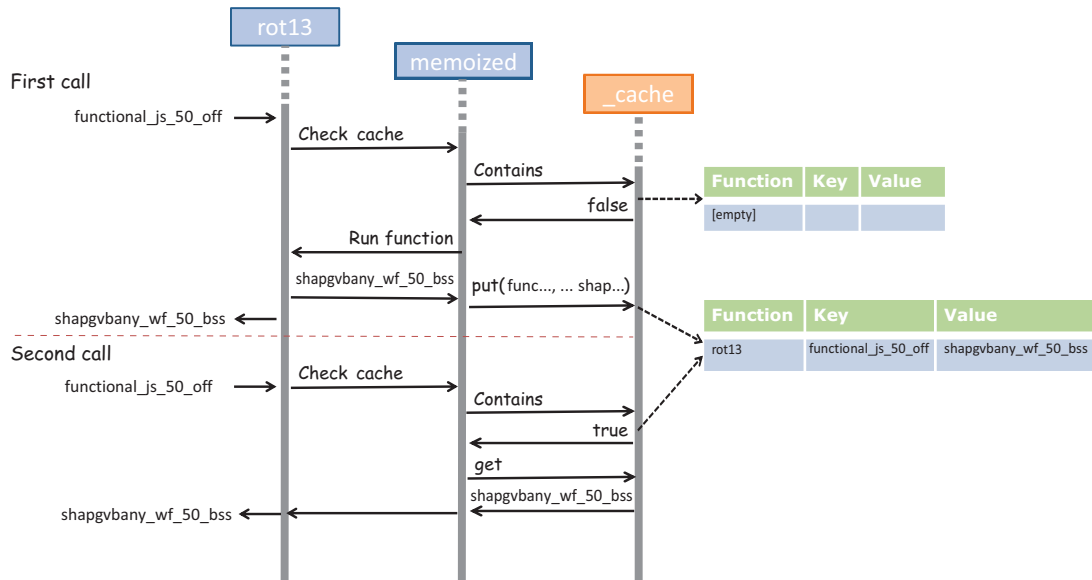 rot13
memoized
_cache
First call
functional_js_50_off
Check cache
Contains
Function Key Value
[empty]
false
Run function
shapgvbany_wf_50_bss
put(func..., ... shap...)
shapgvbany_wf_50_bss
Function Key Value
rot13 functional_js_50_off shapgvbany_wf_50_bss
Second call
functional_js_50_off
Check cache
Contains
true
get
shapgvbany_wf_50_bss
shapgvbany_wf_50_bss